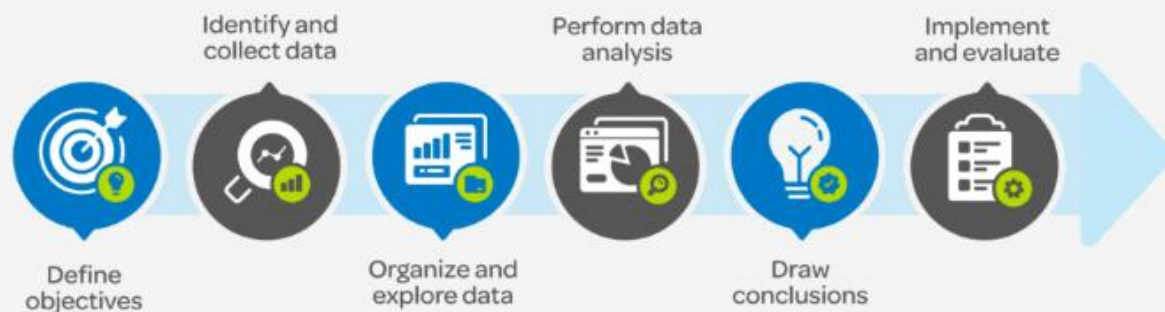 Define
objectives
Identify and
collect data
Organize and
explore data
Perform data
analysis
Draw
conclusions
Implement
and evaluate